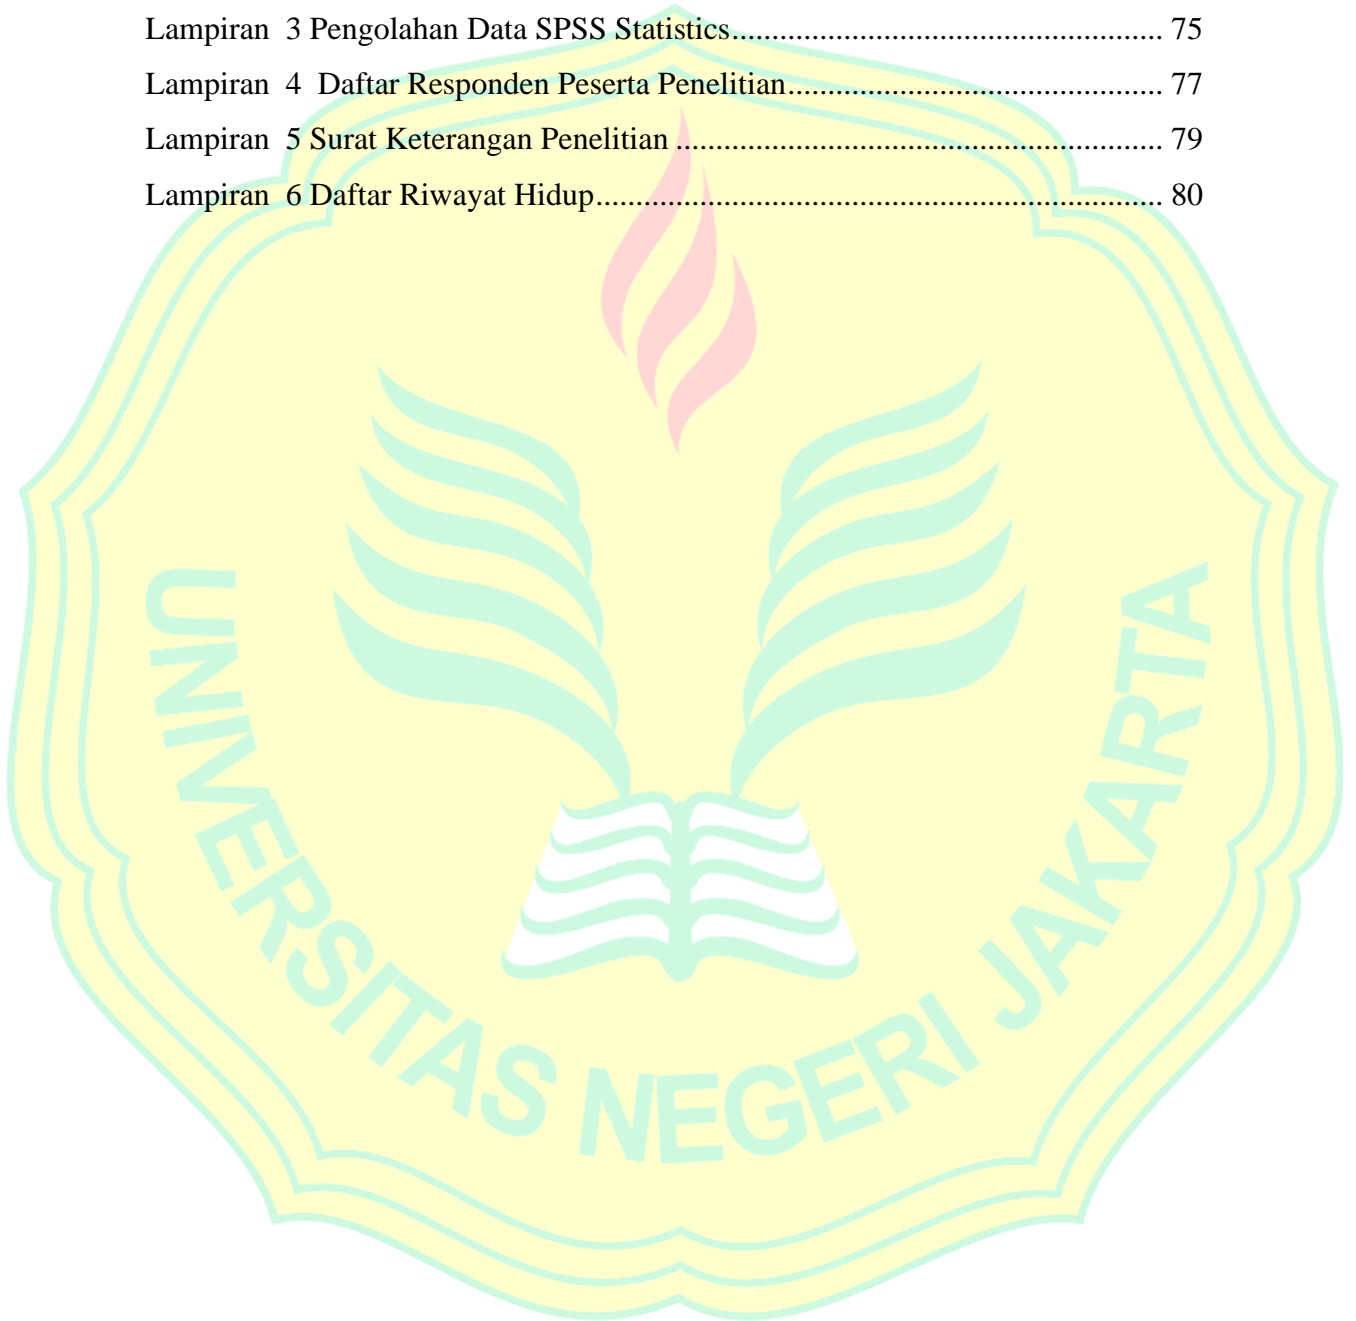 Lampiran  3 Pengolahan Data SPSS Statistics...................................................... 75
Lampiran  4  Daftar Responden Peserta Penelitian............................................... 77
Lampiran  5 Surat Keterangan Penelitian ............................................................. 79
Lampiran  6 Daftar Riwayat Hidup....................................................................... 80
UNIVERSITAS NEGERI JAKARTA